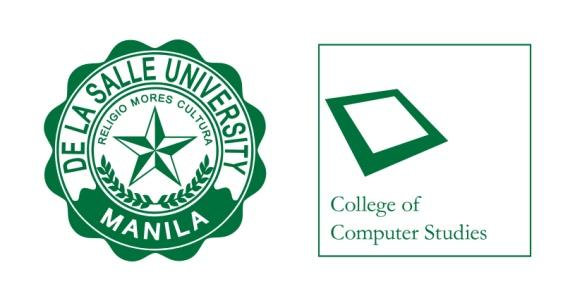 DE LA SALLE UNIVERSITY
RELIGIO MORES CULTURA
MANILA
College of
Computer Studies